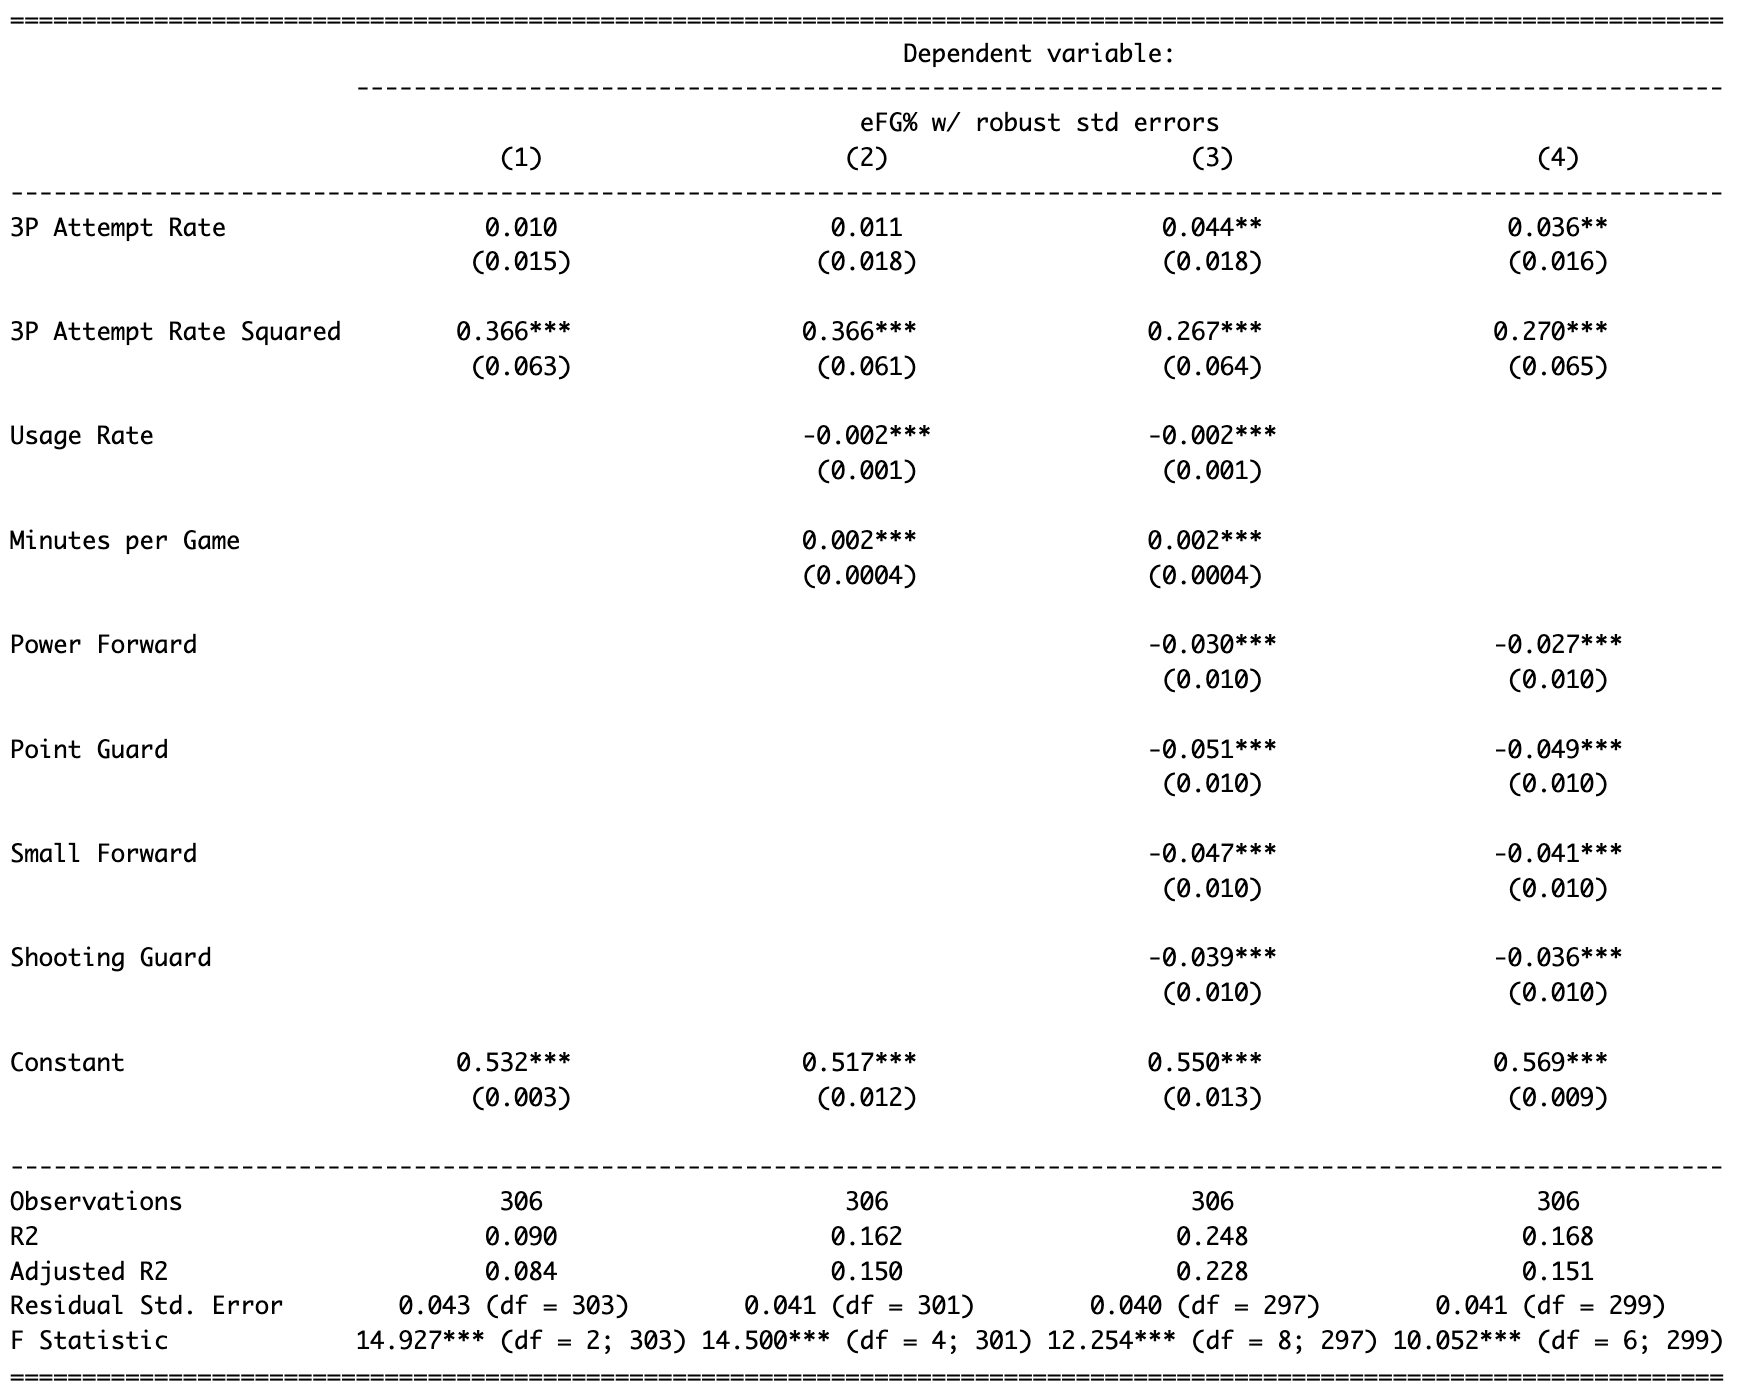 Dependent variable:
eFG% w/ robust std errors
(1) (2) (3) (4)
3P Attempt Rate 0.010 0.011 0.044** 0.036**
(0.015) (0.018) (0.018) (0.016)
3P Attempt Rate Squared 0.366*** 0.366*** 0.267*** 0.270***
(0.063) (0.061) (0.064) (0.065)
Usage Rate -0.002*** -0.002***
(0.001) (0.001)
Minutes per Game 0.002*** 0.002***
(0.0004) (0.0004)
Power Forward -0.030*** -0.027***
(0.010) (0.010)
Point Guard -0.051*** -0.049***
(0.010) (0.010)
Small Forward -0.047*** -0.041***
(0.010) (0.010)
Shooting Guard -0.039*** -0.036***
(0.010) (0.010)
Constant 0.532*** 0.517*** 0.550*** 0.569***
(0.003) (0.012) (0.013) (0.009)
Observations 306 306 306 306
R2 0.090 0.162 0.248 0.168
Adjusted R2 0.084 0.150 0.228 0.151
Residual Std. Error 0.043 (df = 303) 0.041 (df = 301) 0.040 (df = 297) 0.041 (df = 299)
F Statistic 14.927*** (df = 2; 303) 14.500*** (df = 4; 301) 12.254*** (df = 8; 297) 10.052*** (df = 6; 299)